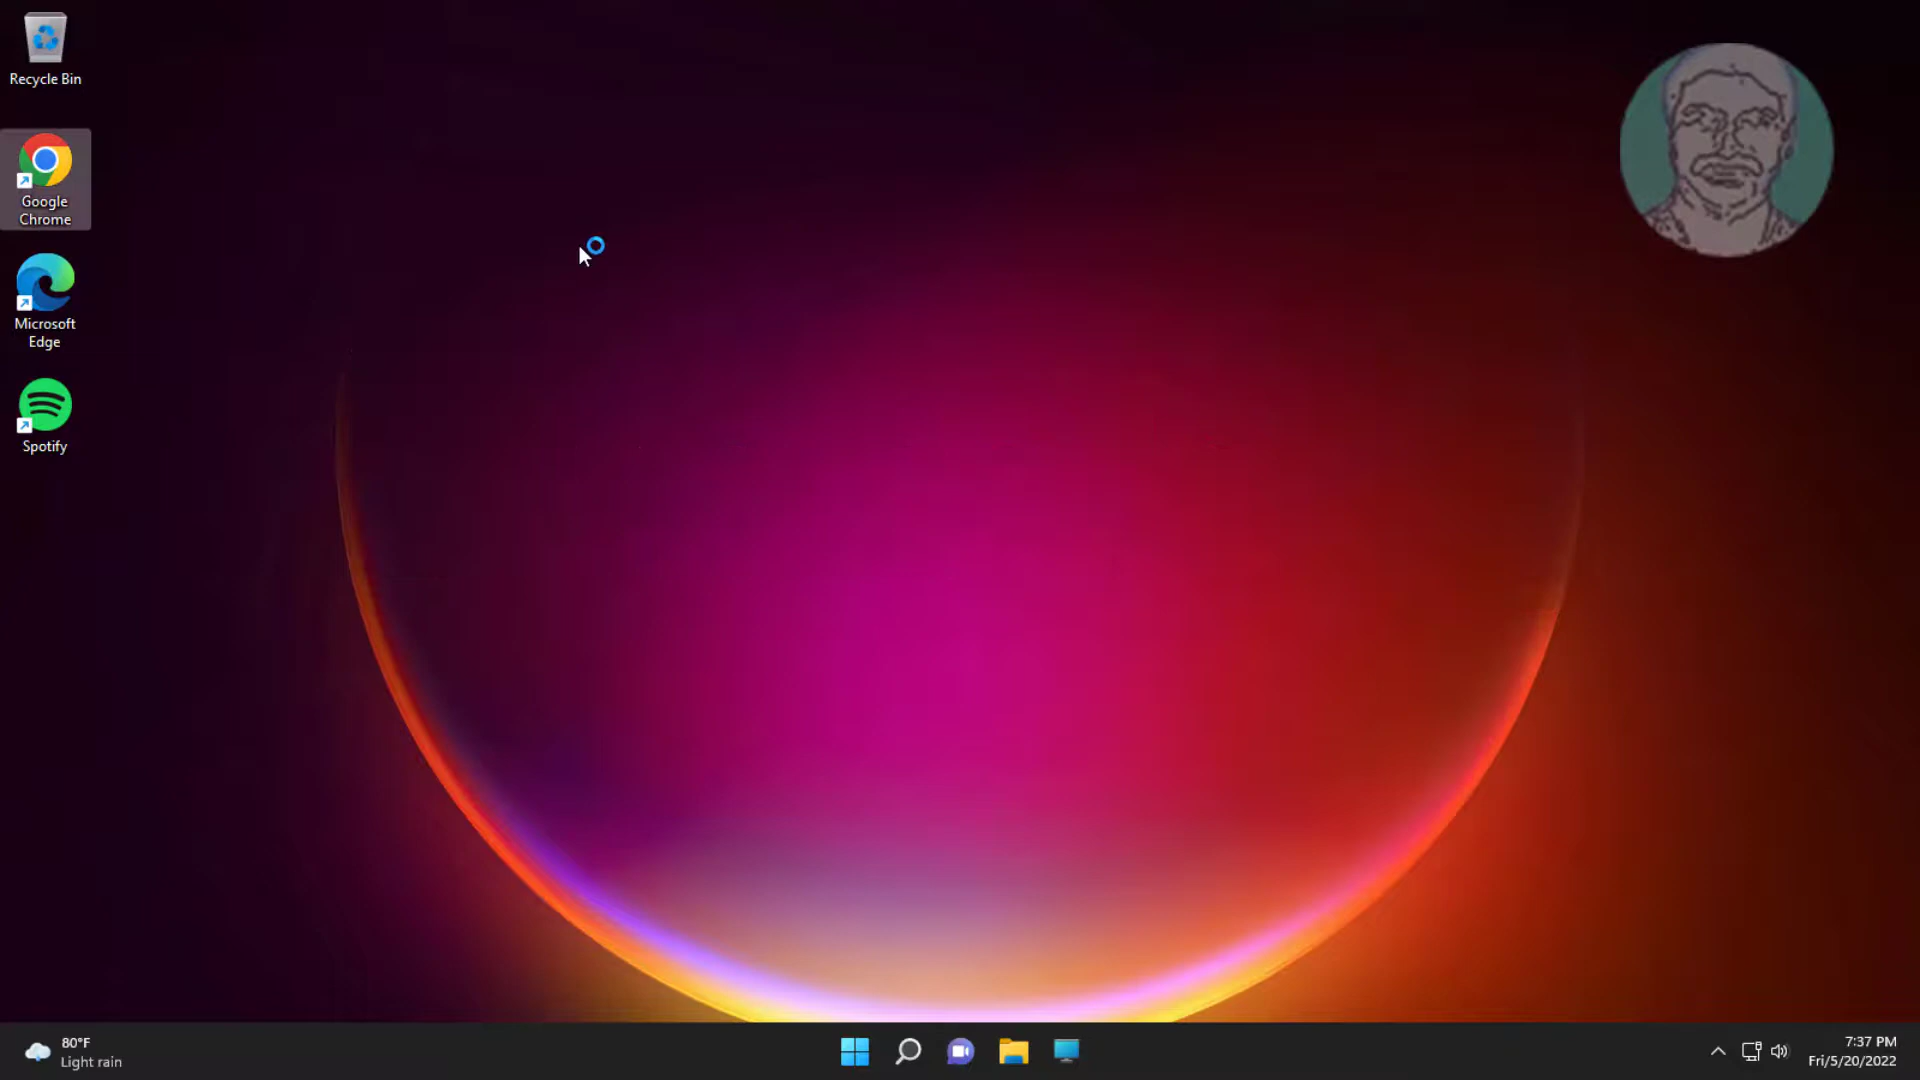 Recycle Bin
Google
Chrome
Microsoft
Edge
Spotify
80°F
Light rain
7:37 PM
Fri/5/20/2022